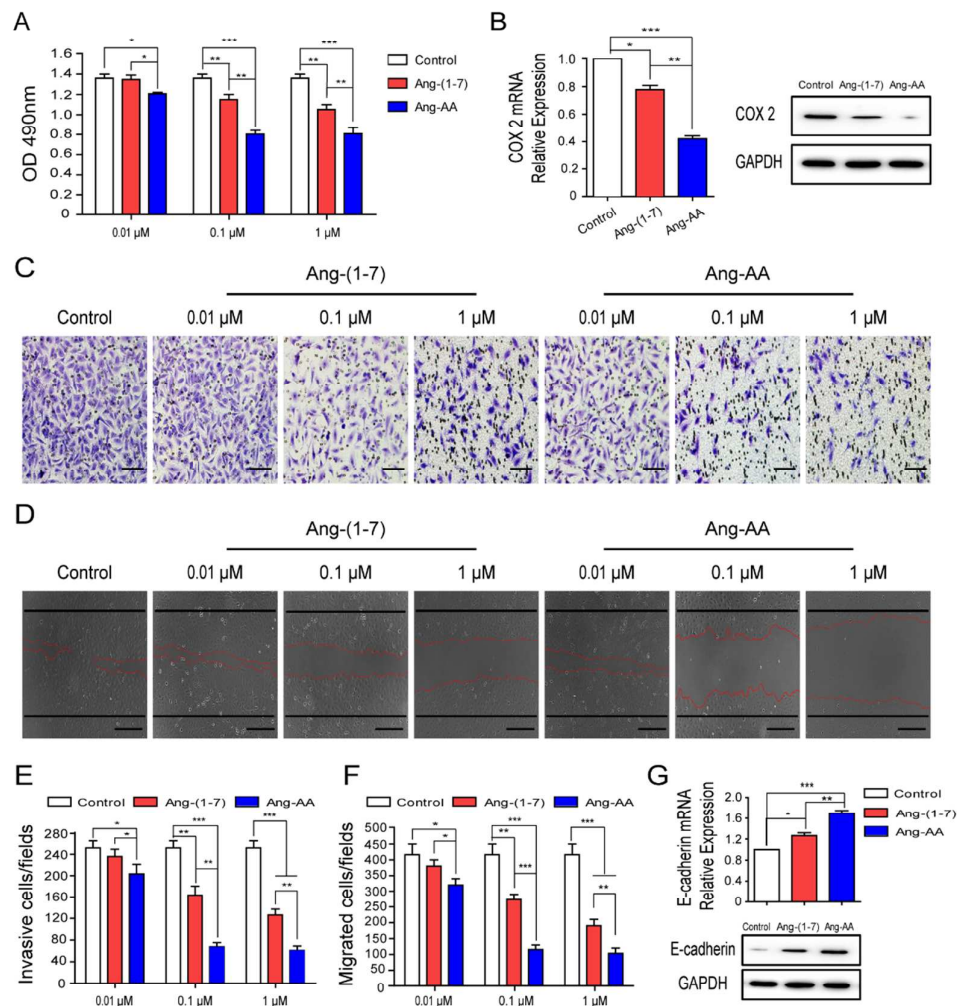 A
OD 490nm
1.6
1.4
1.2
1.0
0.8
0.6
1.4
1.2
0
- * *** ** ** *** ** **
0.01 µM 0.1 µM 1 µM
Control
Ang-(1-7)
Ang-AA
B
COX 2 mRNA
Relative Expression
1.0
0.8
0.6
0.4
0.2
0
*** * **
Control Ang-(1-7) Ang-AA
Control Ang-(1-7) Ang-AA
COX 2
GAPDH
C
Ang-(1-7) Ang-AA
Control 0.01 µM 0.1 µM 1 µM 0.01 µM 0.1 µM 1 µM
D
Ang-(1-7) Ang-AA
Control 0.01 µM 0.1 µM 1 µM 0.01 µM 0.1 µM 1 µM
E
Control Ang-(1-7) Ang-AA
Invasive cells/fields
260
240
200
160
120
80
40
0
* * *** ** ** *** **
0.01 µM 0.1 µM 1 µM
F
Control Ang-(1-7) Ang-AA
Migrated cells/fields
450
400
350
300
250
300
150
100
50
0
* * *** ** *** *** **
0.01 µM 0.1 µM 1 µM
G
E-cadherin mRNA
Relative Expression
2.0
1.6
1.2
1.0
0.4
0
*** - **
Control
Ang-(1-7)
Ang-AA
Control Ang-(1-7) Ang-AA
E-cadherin
GAPDH